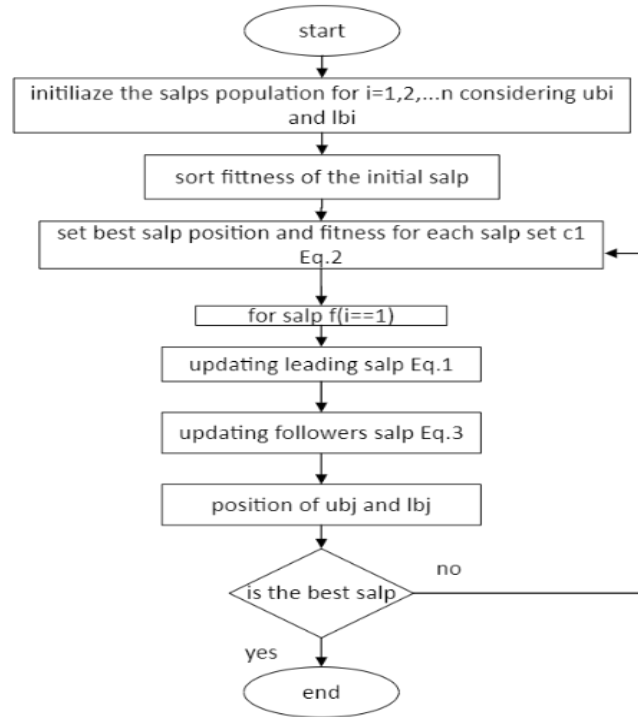 start
initiliaze the salps population for i=1,2,...n considering ubi
and lbi
sort fittness of the initial salp
set best salp position and fitness for each salp set c1
Eq.2
for salp f(i==1)
updating leading salp Eq.1
updating followers salp Eq.3
position of ubj and lbj
is the best salp
no
yes
end